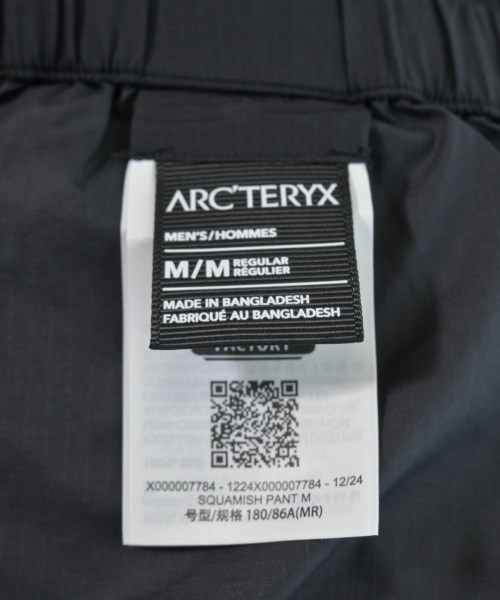 ARC'TERYX
MEN'S/HOMMES
M/M REGULAR
RÉGULIER
MADE IN BANGLADESH
FABRIQUÉ AU BANGLADESH
FACTORY
X000007784 - 1224X000007784 - 12/24
SQUAMISH PANT M
号型/规格 180/86A(MR)